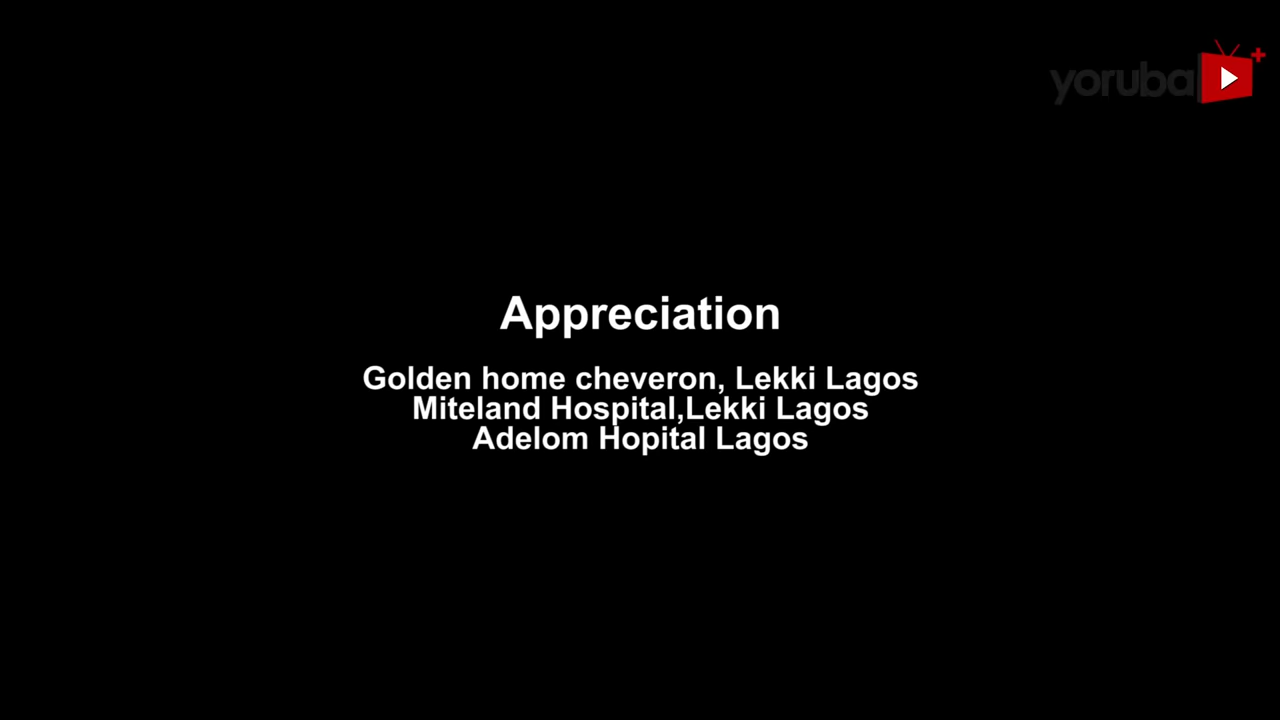 yoruba
Appreciation
Golden home cheveron, Lekki Lagos
Miteland Hospital,Lekki Lagos
Adelom Hopital Lagos